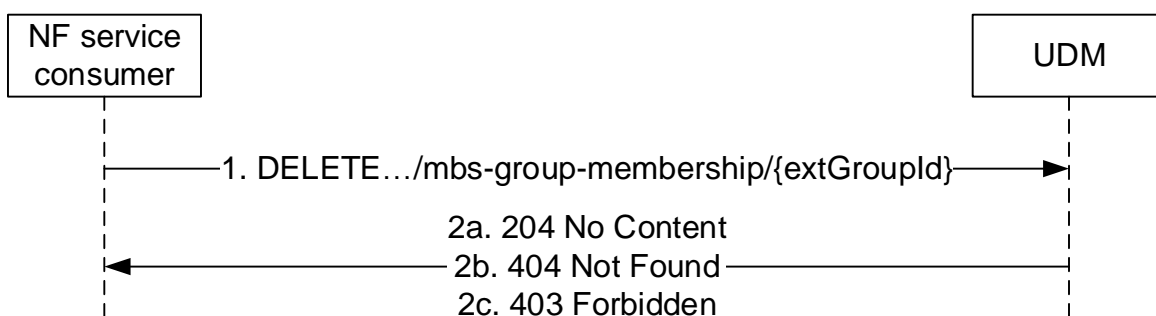 NF service
consumer
UDM
1. DELETE…/mbs-group-membership/{extGroupId}
2a. 204 No Content
2b. 404 Not Found
2c. 403 Forbidden